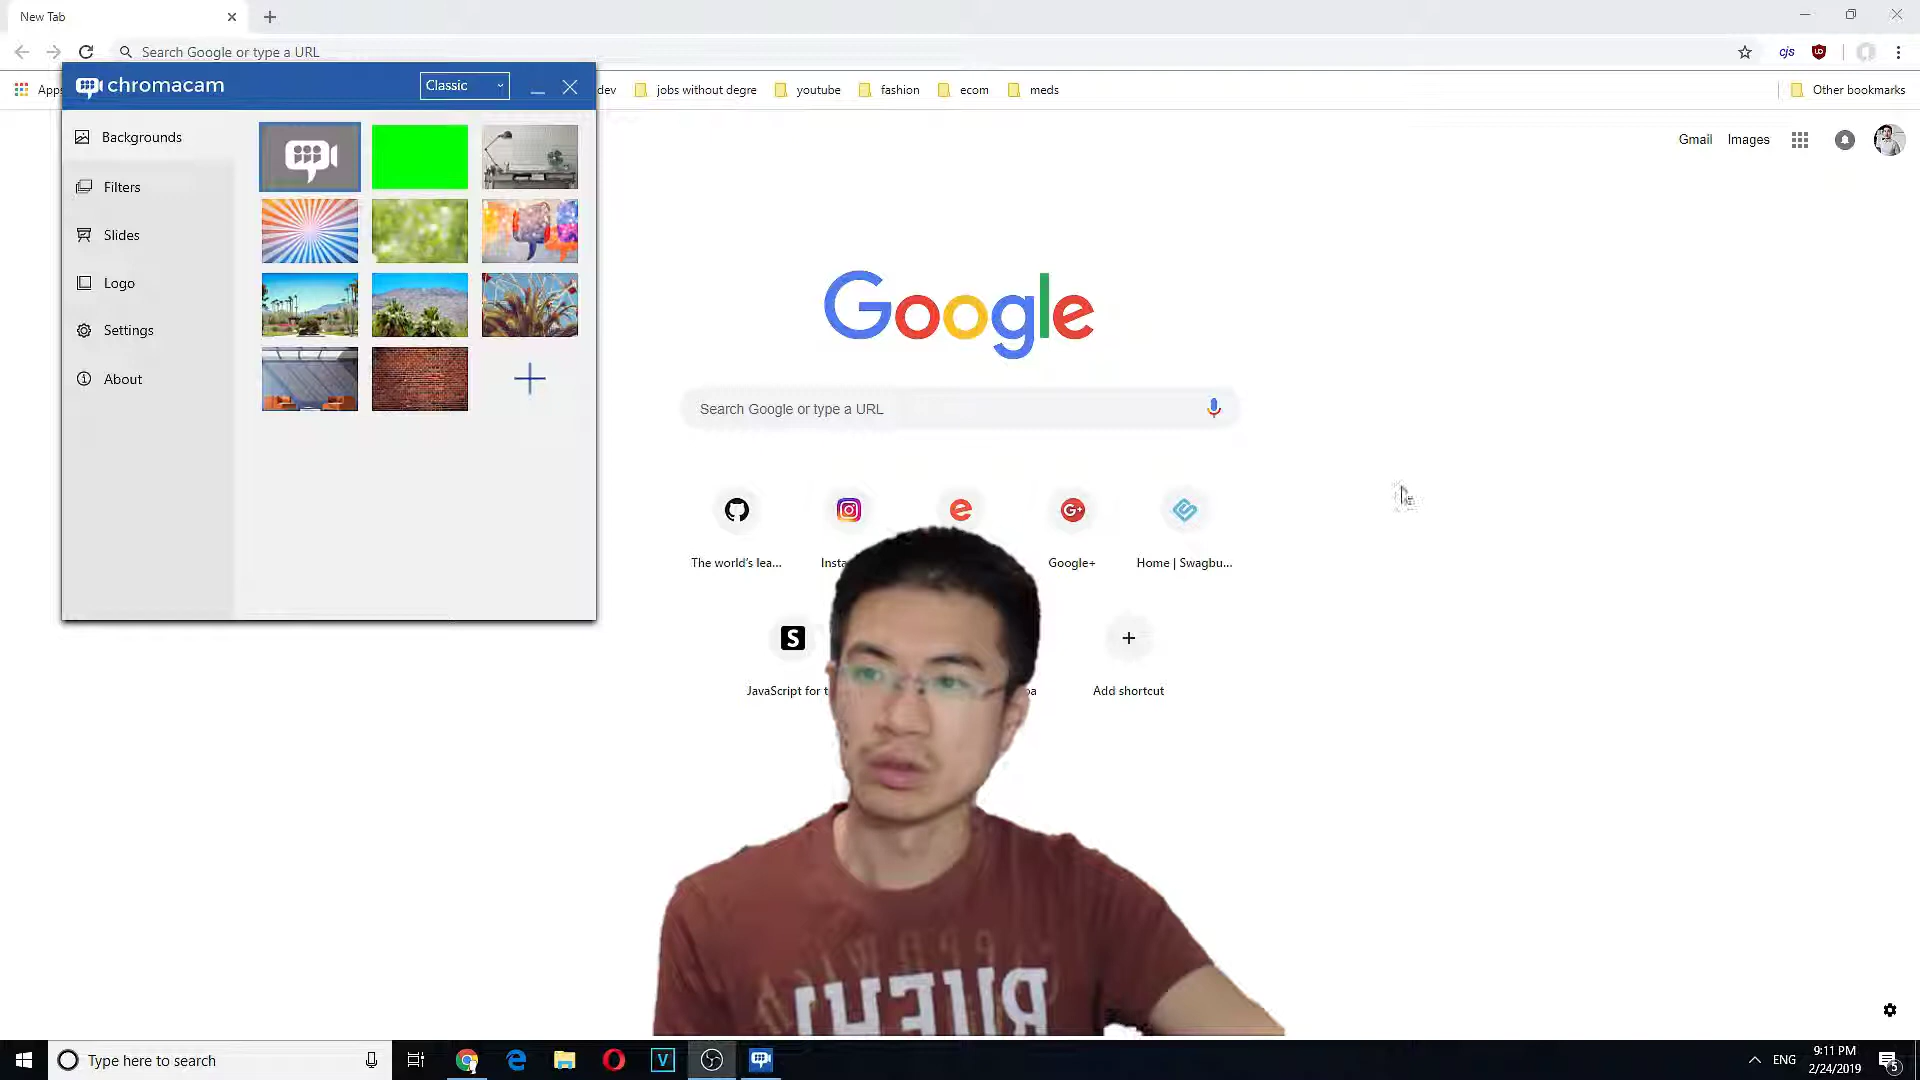 New Tab
Search Google or type a URL
cjs
Apps
dev
jobs without degre
youtube
fashion
ecom
meds
Other bookmarks
chromacam
Classic
Backgrounds
Filters
Slides
Logo
Settings
About
Gmail
Images
Google
Search Google or type a URL
The world's lea...
Google+
Home | Swagbu...
S
JavaScript for
Add shortcut
Type here to search
V
ENG
9:11 PM
2/24/2019
5